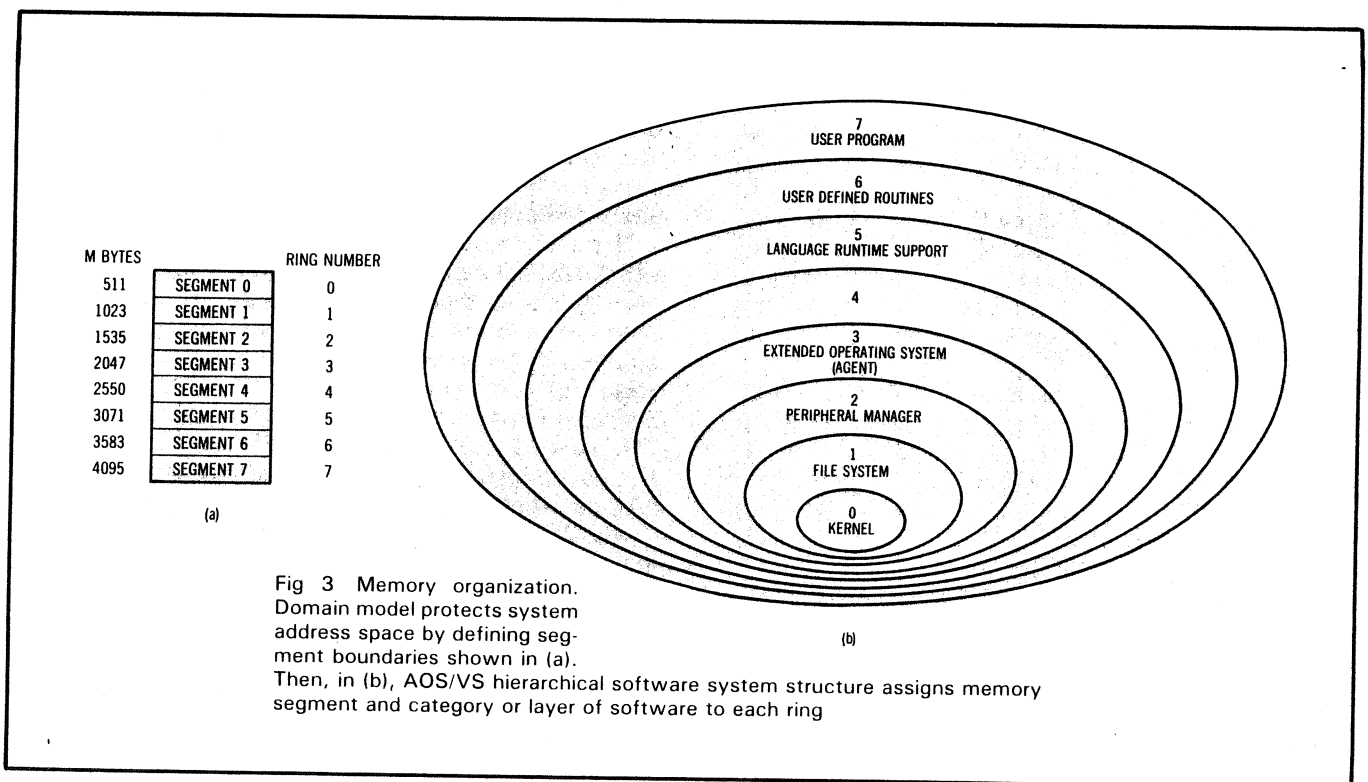 M BYTES RING NUMBER
511 SEGMENT 0 0
1023 SEGMENT 1 1
1535 SEGMENT 2 2
2047 SEGMENT 3 3
2550 SEGMENT 4 4
3071 SEGMENT 5 5
3583 SEGMENT 6 6
4095 SEGMENT 7 7
(a)
7
USER PROGRAM
6
USER DEFINED ROUTINES
5
LANGUAGE RUNTIME SUPPORT
4
3
EXTENDED OPERATING SYSTEM
(AGENT)
2
PERIPHERAL MANAGER
1
FILE SYSTEM
0
KERNEL
(b)
Fig 3 Memory organization.
Domain model protects system
address space by defining seg-
ment boundaries shown in (a).
Then, in (b), AOS/VS hierarchical software system structure assigns memory
segment and category or layer of software to each ring